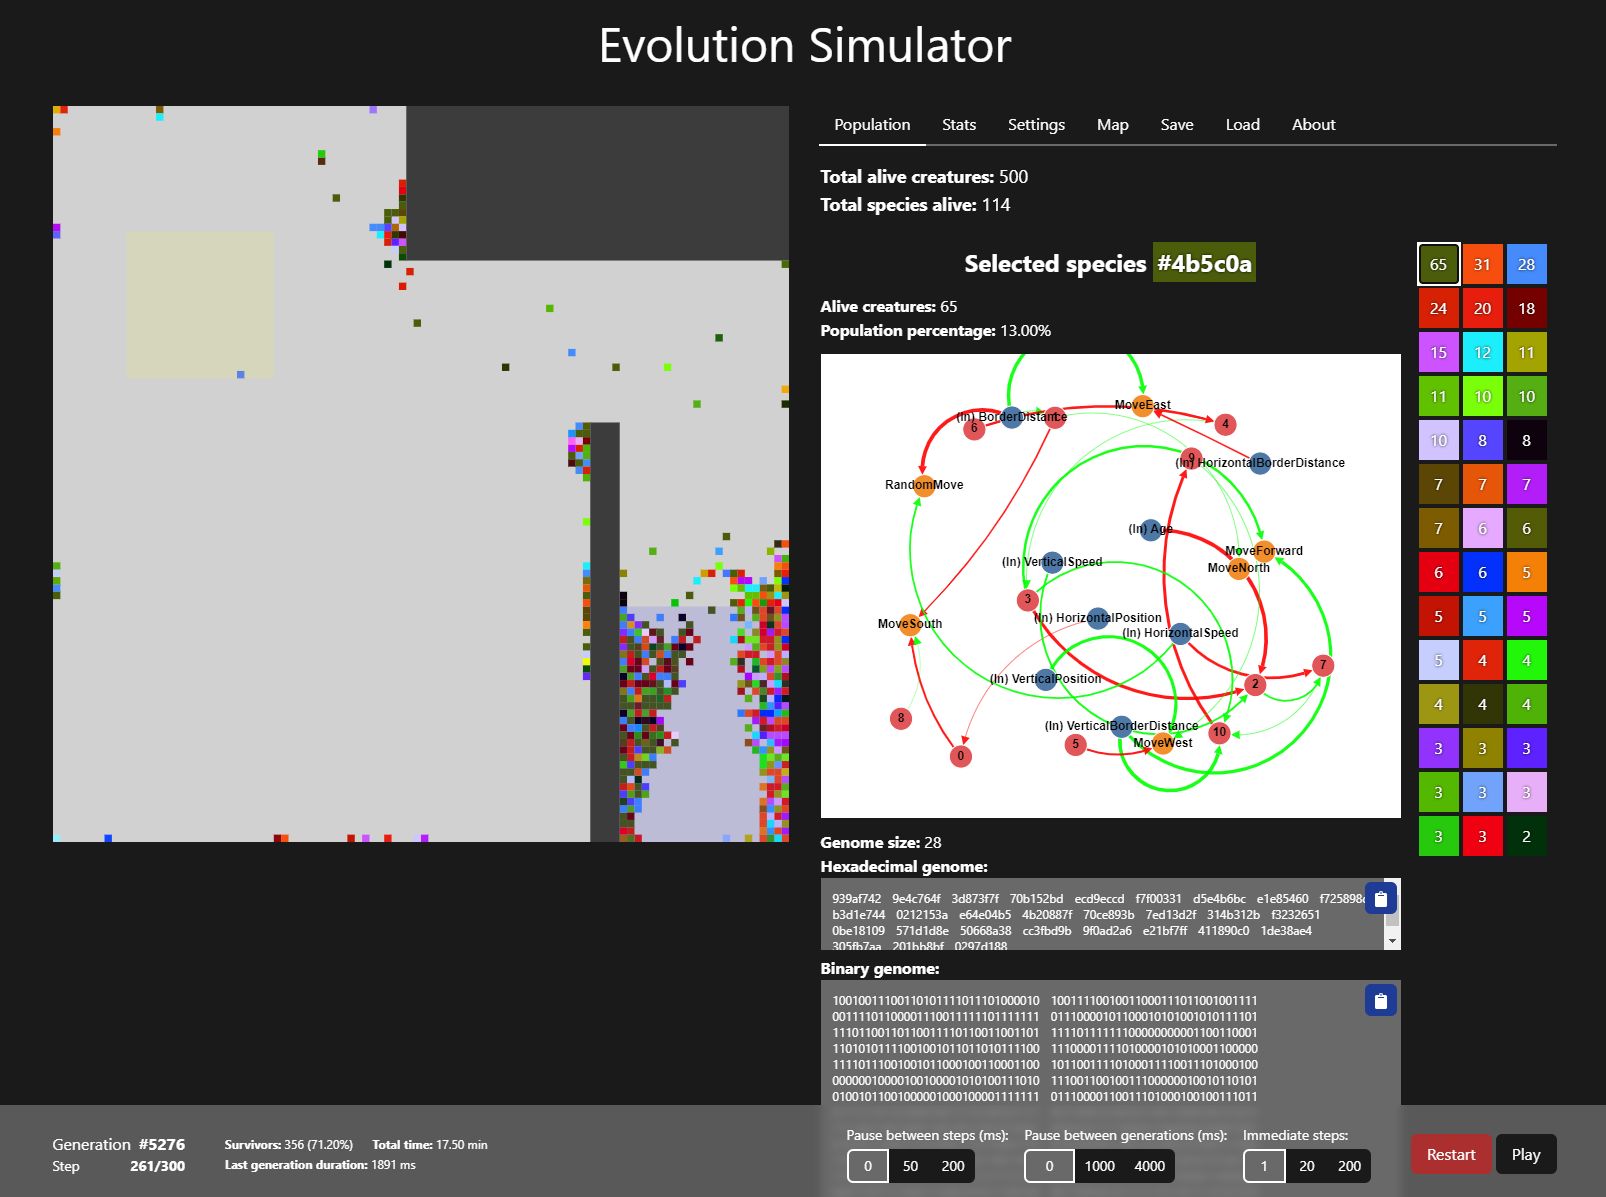 Evolution Simulator
Population Stats Settings Map Save Load About
Total alive creatures: 500
Total species alive: 114
Selected species #4b5c0a
Alive creatures: 65
Population percentage: 13.00%
65 31 28
24 20 18
15 12 11
11 10 10
10 8 8
7 7 7
7 6 6
6 6 5
5 5 5
5 4 4
4 4 4
3 3 3
3 3 3
3 3 2
MoveEast
(In) BorderDistance
6
4
9
(In) HorizontalBorderDistance
RandomMove
(In) Age
MoveForward
(In) VerticalSpeed
MoveNorth
3
(In) HorizontalPosition
MoveSouth
(In) HorizontalSpeed
7
(In) VerticalPosition
2
8
(In) VerticalBorderDistance
10
5
MoveWest
0
Genome size: 28
Hexadecimal genome:
939af742 9e4c764f 3d873f7f 70b152bd ecd9eccd f7f00331 d5e4b6bc e1e85460
b3d1e744 0212153a e64e04b5 4b20887f 70ce893b 7ed13d2f 314b312b f3232651
0be18109 571d1d8e 50668a38 cc3fbd9b 9f0ad2a6 e21bf7ff 411890c0 1de38ae4
305fb7aa 201bb8bf 0297d188
Binary genome:
10010011100110101111011101000010 10011110010011000111011001001111
00111101100001110011111101111111 01110000101100010101001010111101
11101100110110011110110011001101 11110111111100000000001100110001
11010101111001001011011010111100 11100001111010000101010001100000
11110111001001011000100110001100 10110011110100011110011101000100
00000010000100100001010100111010 11100110010011100000010010110101
01001011001000001000100001111111 01110000110011101000100100111011
Generation #5276
Step 261/300
Survivors: 356 (71.20%) Total time: 17.50 min
Last generation duration: 1891 ms
Pause between steps (ms):
0 50 200
Pause between generations (ms):
0 1000 4000
Immediate steps:
1 20 200
Restart Play